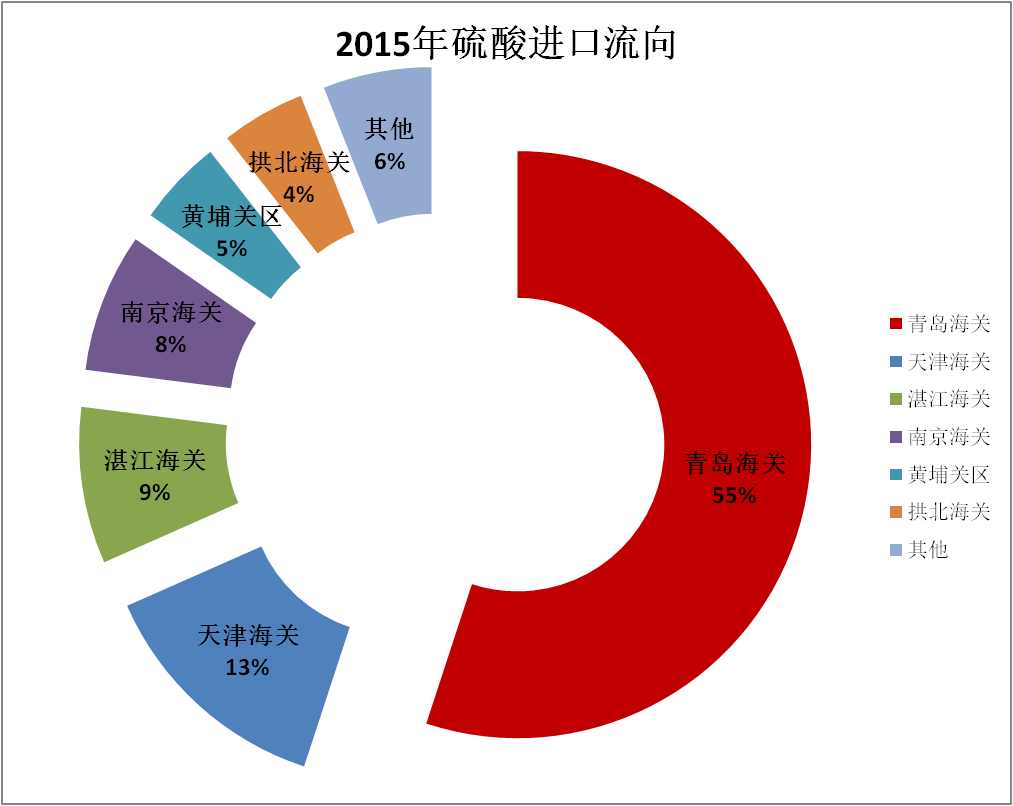 2015年硫酸进口流向
其他
6%
拱北海关
4%
黄埔关区
5%
南京海关
8%
湛江海关
9%
天津海关
13%
青岛海关
55%
青岛海关
天津海关
湛江海关
南京海关
黄埔关区
拱北海关
其他